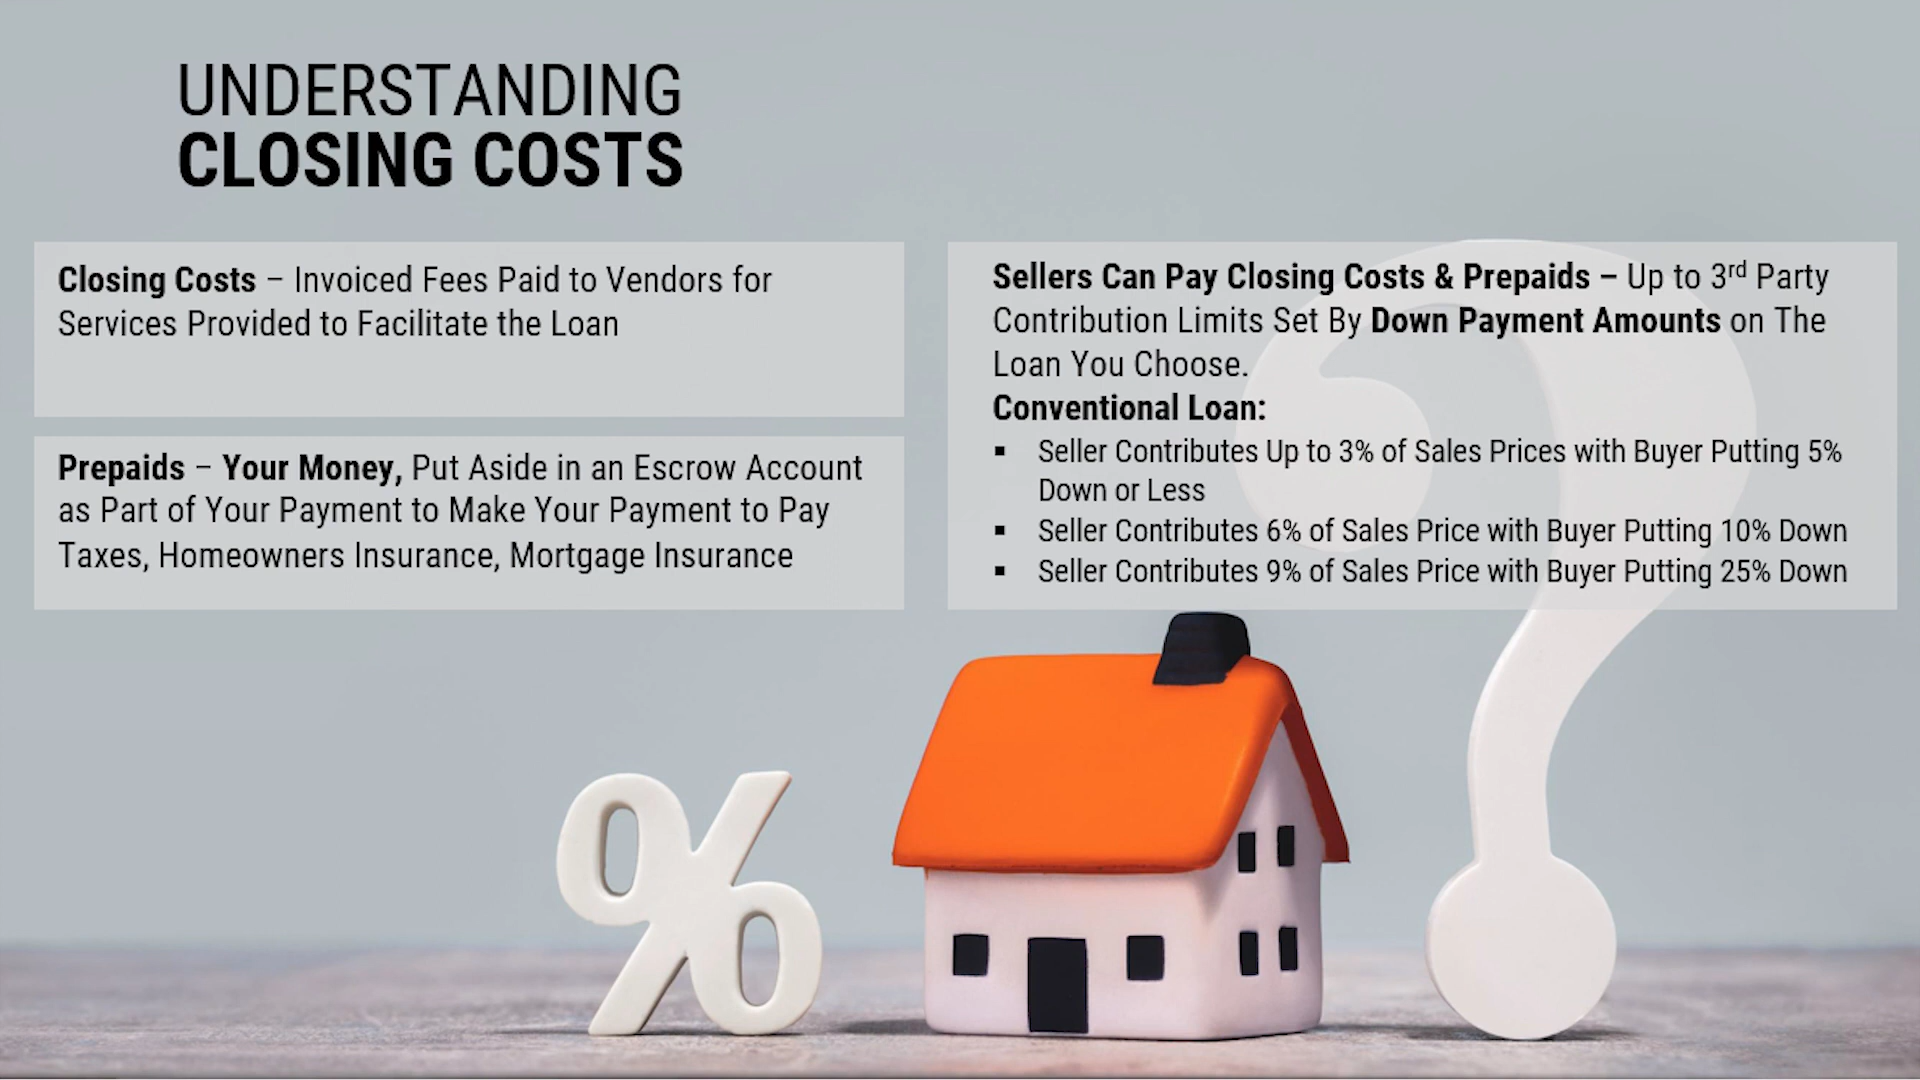 UNDERSTANDING
CLOSING COSTS
Closing Costs – Invoiced Fees Paid to Vendors for
Services Provided to Facilitate the Loan
Prepaids – Your Money, Put Aside in an Escrow Account
as Part of Your Payment to Make Your Payment to Pay
Taxes, Homeowners Insurance, Mortgage Insurance
Sellers Can Pay Closing Costs & Prepaids – Up to 3rd Party
Contribution Limits Set By Down Payment Amounts on The
Loan You Choose.
Conventional Loan:
▪ Seller Contributes Up to 3% of Sales Prices with Buyer Putting 5%
Down or Less
▪ Seller Contributes 6% of Sales Price with Buyer Putting 10% Down
▪ Seller Contributes 9% of Sales Price with Buyer Putting 25% Down
%
?